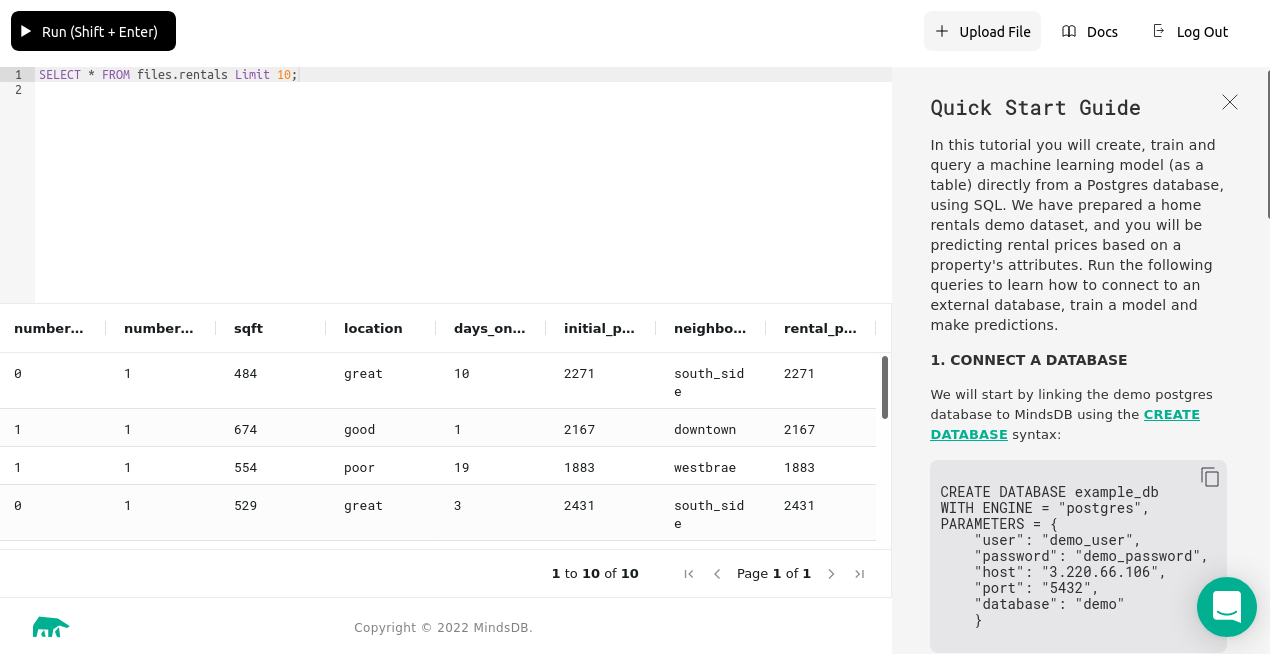 Run (Shift + Enter)
Upload File
Docs
Log Out
1 SELECT * FROM files.rentals Limit 10;
2
number... number... sqft location days_on... initial_p... neighbo... rental_p...
0 1 484 great 10 2271 south_sid 2271
e
1 1 674 good 1 2167 downtown 2167
1 1 554 poor 19 1883 westbrae 1883
0 1 529 great 3 2431 south_sid 2431
e
1 to 10 of 10 Page 1 of 1
Copyright © 2022 MindsDB.
Quick Start Guide
In this tutorial you will create, train and
query a machine learning model (as a
table) directly from a Postgres database,
using SQL. We have prepared a home
rentals demo dataset, and you will be
predicting rental prices based on a
property's attributes. Run the following
queries to learn how to connect to an
external database, train a model and
make predictions.
1. CONNECT A DATABASE
We will start by linking the demo postgres
database to MindsDB using the CREATE
DATABASE syntax:
CREATE DATABASE example_db
WITH ENGINE = "postgres",
PARAMETERS = {
"user": "demo_user",
"password": "demo_password",
"host": "3.220.66.106",
"port": "5432",
"database": "demo"
}